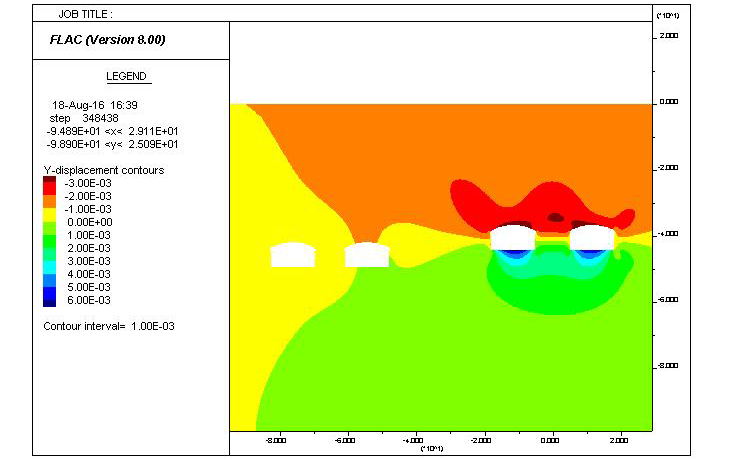 JOB TITLE :
FLAC (Version 8.00)
LEGEND
18-Aug-16 16:39
step 348438
-9.489E+01 <x< 2.911E+01
-9.890E+01 <y< 2.509E+01
Y-displacement contours
-3.00E-03
-2.00E-03
-1.00E-03
0.00E+00
1.00E-03
2.00E-03
3.00E-03
4.00E-03
5.00E-03
6.00E-03
Contour interval= 1.00E-03
(*10^1)
2.000
0.000
-2.000
-4.000
-6.000
-8.000
-8.000 -6.000 -4.000 -2.000 0.000 2.000
(*10^1)